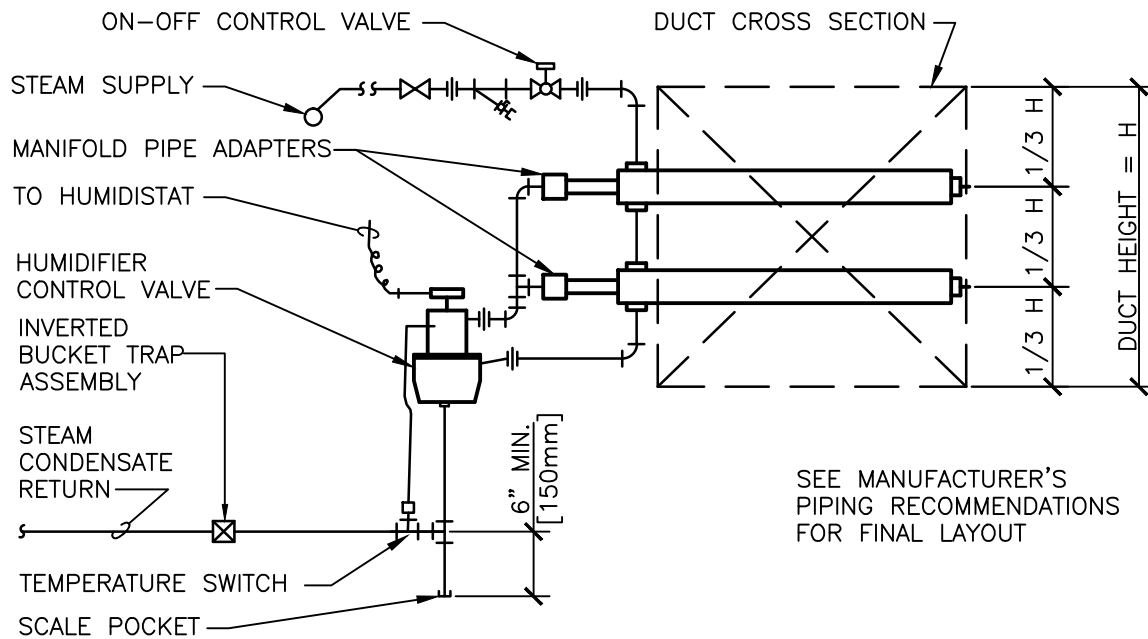 ON-OFF CONTROL VALVE
DUCT CROSS SECTION
STEAM SUPPLY
MANIFOLD PIPE ADAPTERS
TO HUMIDISTAT
HUMIDIFIER
CONTROL VALVE
INVERTED
BUCKET TRAP
ASSEMBLY
STEAM
CONDENSATE
RETURN
TEMPERATURE SWITCH
SCALE POCKET
6" MIN.
[150mm]
1/3 H
1/3 H
1/3 H
DUCT HEIGHT = H
SEE MANUFACTURER'S
PIPING RECOMMENDATIONS
FOR FINAL LAYOUT